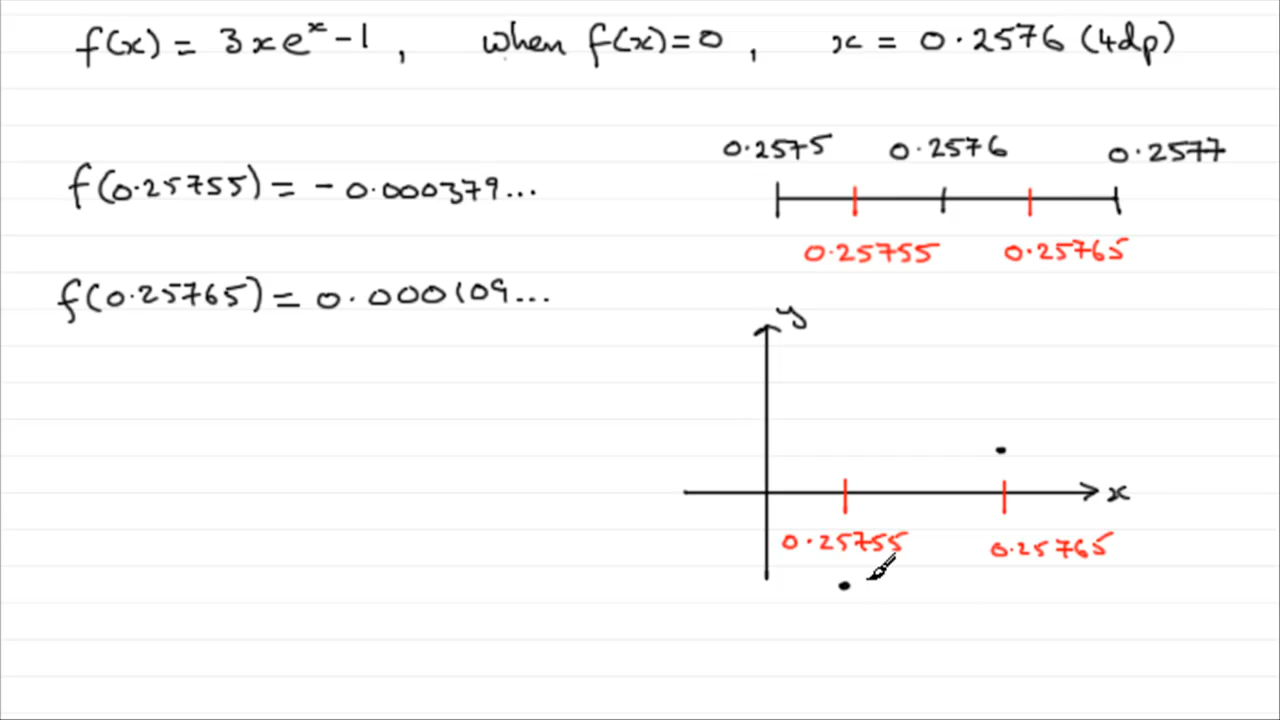 f(x) = 3xeˣ - 1 , when f(x) = 0 , x = 0.2576 (4dp)
0.2575 0.2576 0.2577
f(0.25755) = - 0.000379...
0.25755 0.25765
f(0.25765) = 0.000109...
y
x
0.25755 0.25765